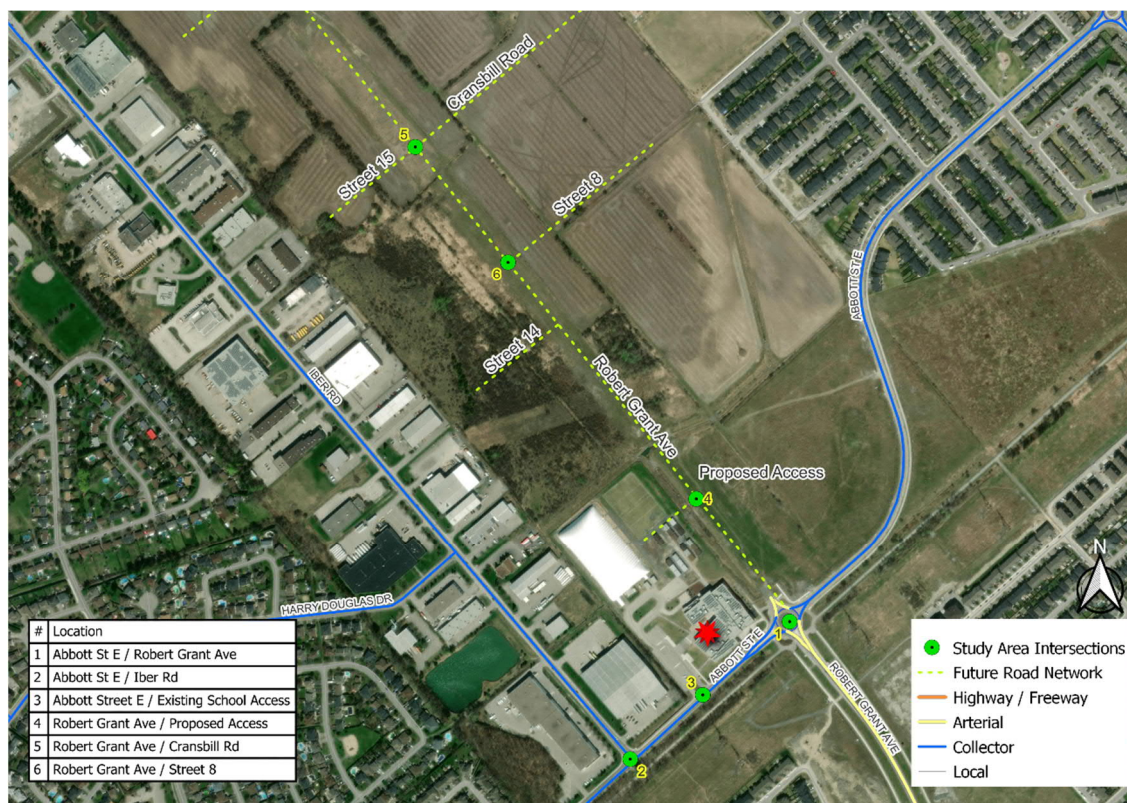 Cransbill Road
5
Street 15
Street 8
6
Street 14
ABBOTT ST E
IBER RD
Robert Grant Ave
Proposed Access
4
N
HARRY DOUGLAS DR
1
ABBOTT ST E
3
ROBERT GRANT AVE
2
# Location
1 Abbott St E / Robert Grant Ave
2 Abbott St E / Iber Rd
3 Abbott Street E / Existing School Access
4 Robert Grant Ave / Proposed Access
5 Robert Grant Ave / Cransbill Rd
6 Robert Grant Ave / Street 8
Study Area Intersections
Future Road Network
Highway / Freeway
Arterial
Collector
Local